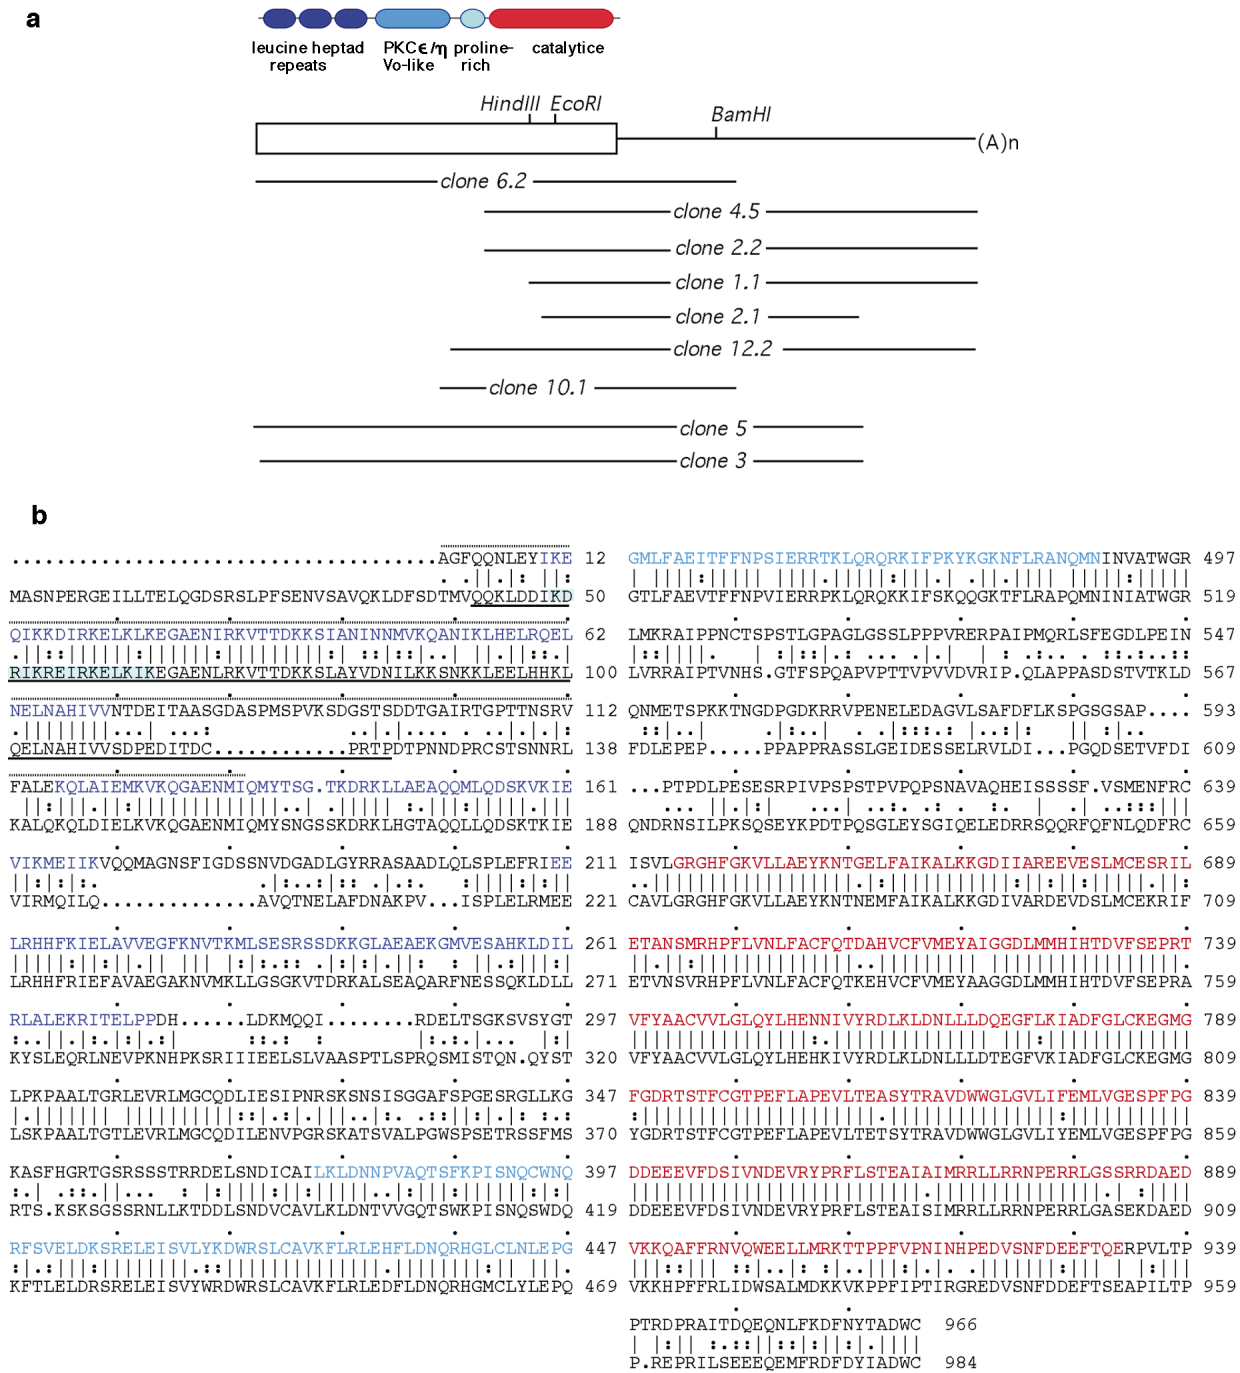 a
leucine heptad repeats
PKCϵ/η Vo-like
proline-rich
catalytice
HindIII EcoRI
BamHI
(A)n
clone 6.2
clone 4.5
clone 2.2
clone 1.1
clone 2.1
clone 12.2
clone 10.1
clone 5
clone 3
b
........................................AGFQQNLEYIKE 12
MASNPERGEILLTELQGDSRSLPFSENVSAVQKLDFSDTMVQQKLDDIKD 50
QIKKDIRKELKLKEGAENIRKVTTDKKSIANINNMVKQANIKLHELRQEL 62
RIKREIRKELKIKEGAENLRKVTTDKKSLAYVDNILKKSNKKLEELHHKL 100
NELNAHIVVNTDEITAASGDASPMSPVKSDGSTSDDTGAIRTGPTTNSRV 112
QELNAHIVVSDPEDITDC............PRTPDTPNNDPRCSTSNNRL 138
FALEKQLAIEMKVKQGAENMIQMYTSG.TKDRKLLAEAQQMLQDSKVKIE 161
KALQKQLDIELKVKQGAENMIQMYSNGSSKDRKLHGTAQQLLQDSKTKIE 188
VIKMEIIKVQQMAGNSFIGDSSNVDGADLGYRRASAADLQLSPLEFRIEE 211
VIRMQILQ..............AVQTNELAFDNAKPV...ISPLELRMEE 221
LRHHFKIELAVVEGFKNVTKMLSESRSSDKKGLAEAEKGMVESAHKLDIL 261
LRHHFRIEFAVAEGAKNVMKLLGSGKVTDRKALSEAQARFNESSQKLDLL 271
RLALEKRITELPPDH......LDKMQQI........RDELTSGKSVSYGT 297
KYSLEQRLNEVPKNHPKSRIIIEELSLVAASPTLSPRQSMISTQN.QYST 320
LPKPAALTGRLEVRLMGCQDLIESIPNRSKSNSISGGAFSPGESRGLLKG 347
LSKPAALTGTLEVRLMGCQDILENVPGRSKATSVALPGWSPSETRSSFMS 370
KASFHGRTGSRSSSTRRDELSNDICAILKLDNNPVAQTSFKPISNQCWNQ 397
RTS.KSKSGSSRNLLKTDDLSNDVCAVLKLDNTVVGQTSWKPISNQSWDQ 419
RFSVELDKSRELEISVLYKDWRSLCAVKFLRLEHFLDNQRHGLCLNLEPG 447
KFTLELDRSRELEISVYWRDWRSLCAVKFLRLEDFLDNQRHGMCLYLEPQ 469
GMLFAEITFFNPSIERRTKLQRQRKIFPKYKGKNFLRANQMNINVATWGR 497
GTLFAEVTFFNPVIERRPKLQRQKKIFSKQQGKTFLRAPQMNINIATWGR 519
LMKRAIPPNCTSPSTLGPAGLGSSLPPPVRERPAIPMQRLSFEGDLPEIN 547
LVRRAIPTVNHS.GTFSPQAPVPTTVPVVDVRIP.QLAPPASDSTVTKLD 567
QNMETSPKKTNGDPGDKRRVPENELEDAGVLSAFDFLKSPGSGSAP.... 593
FDLEPEP.....PPAPPRASSLGEIDESSELRVLDI...PGQDSETVFDI 609
...PTPDLPESESRPIVPSPSTPVPQPSNAVAQHEISSSSF.VSMENFRC 639
QNDRNSILPKSQSEYKPDTPQSGLEYSGIQELEDRRSQQRFQFNLQDFRC 659
ISVLGRGHFGKVLLAEYKNTGELFAIKALKKGDIIAREEVESLMCESRIL 689
CAVLGRGHFGKVLLAEYKNTNEMFAIKALKKGDIVARDEVDSLMCEKRIF 709
ETANSMRHPFLVNLFACFQTDAHVCFVMEYAIGGDLMMHIHTDVFSEPRT 739
ETVNSVRHPFLVNLFACFQTKEHVCFVMEYAAGGDLMMHIHTDVFSEPRA 759
VFYAACVVLGLQYLHENNIVYRDLKLDNLLLDQEGFLKIADFGLCKEGMG 789
VFYAACVVLGLQYLHEHKIVYRDLKLDNLLLDTEGFVKIADFGLCKEGMG 809
FGDRTSTFCGTPEFLAPEVLTEASYTRAVDWWGLGVLIFEMLVGESPFPG 839
YGDRTSTFCGTPEFLAPEVLTETSYTRAVDWWGLGVLIYEMLVGESPFPG 859
DDEEEVFDSIVNDEVRYPRFLSTEAIAIMRRLLRRNPERRLGSSRRDAED 889
DDEEEVFDSIVNDEVRYPRFLSTEAISIMRRLLRRNPERRLGASEKDAED 909
VKKQAFFRNVQWEELLMRKTTPPFVPNINHPEDVSNFDEEFTQERPVLTP 939
VKKHPFFRLIDWSALMDKKVKPPFIPTIRGREDVSNFDDEFTSEAPILTP 959
PTRDPRAITDQEQNLFKDFNYTADWC 966
P.REPRILSEEEQEMFRDFDYIADWC 984